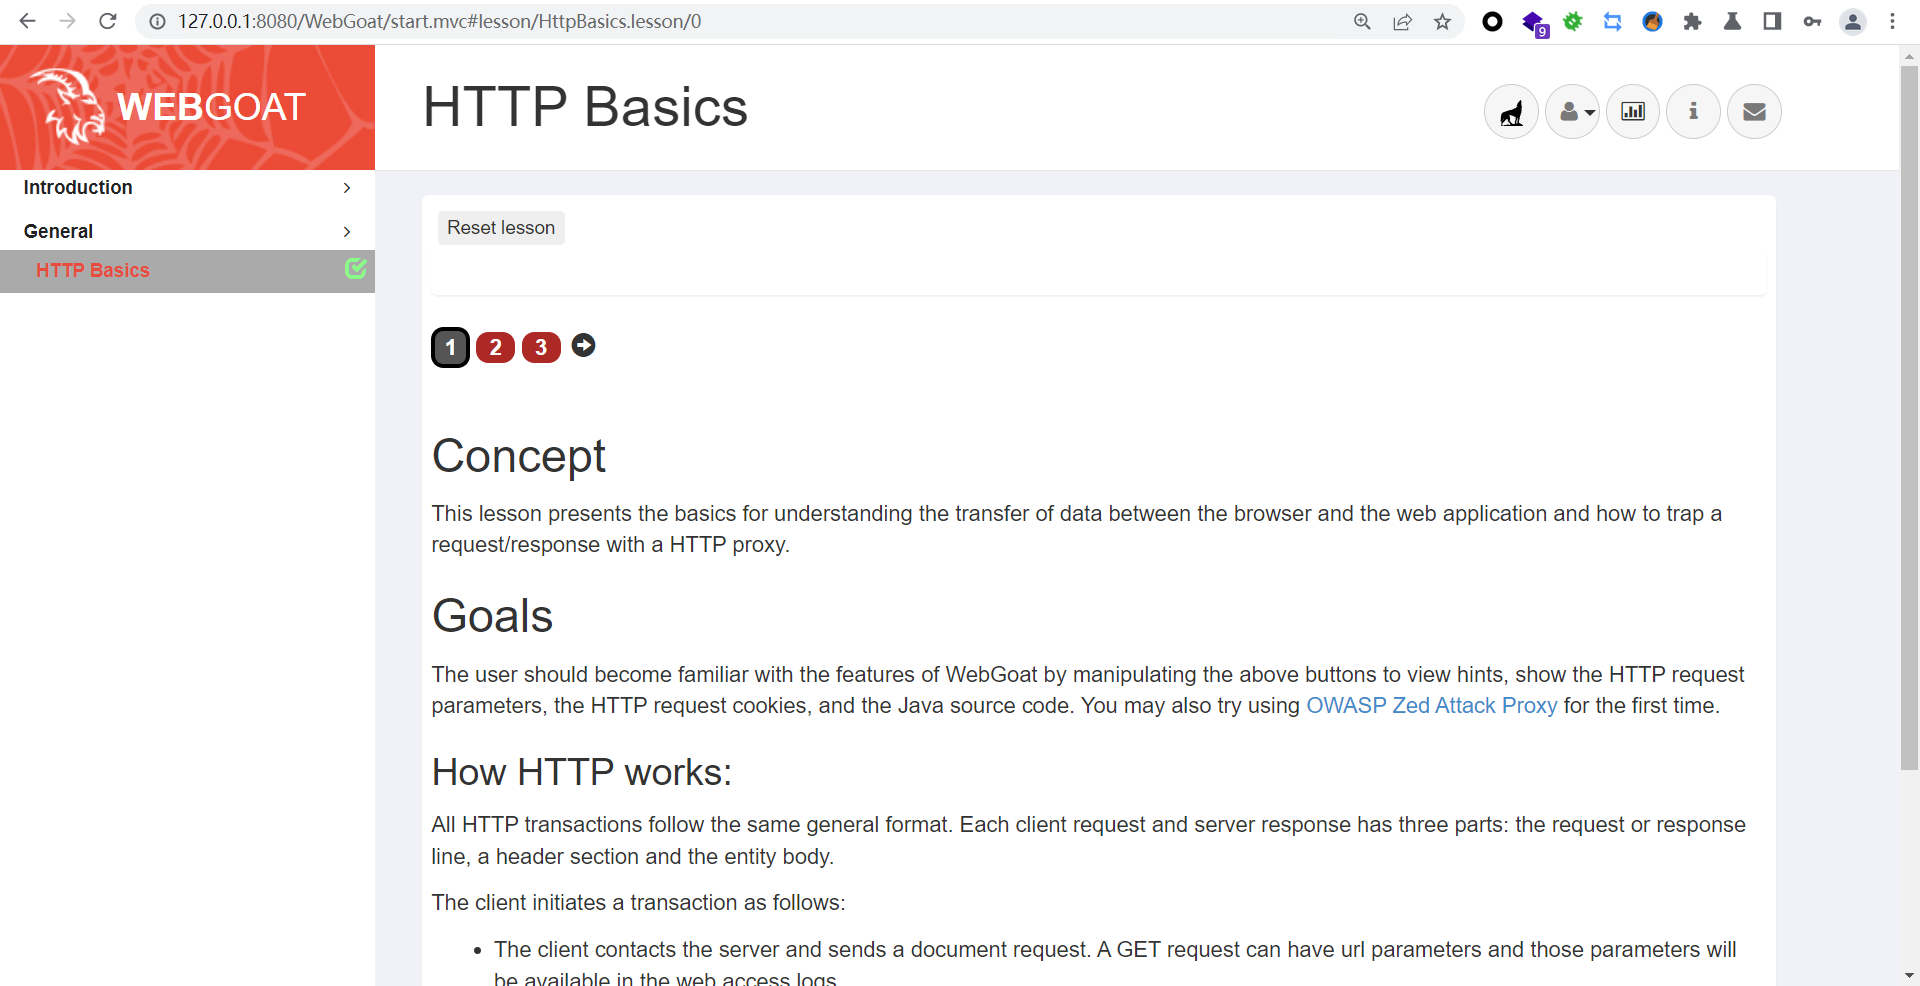 127.0.0.1:8080/WebGoat/start.mvc#lesson/HttpBasics.lesson/0
9
WEBGOAT
HTTP Basics
Introduction
General
HTTP Basics
Reset lesson
1 2 3
Concept
This lesson presents the basics for understanding the transfer of data between the browser and the web application and how to trap a
request/response with a HTTP proxy.
Goals
The user should become familiar with the features of WebGoat by manipulating the above buttons to view hints, show the HTTP request
parameters, the HTTP request cookies, and the Java source code. You may also try using OWASP Zed Attack Proxy for the first time.
How HTTP works:
All HTTP transactions follow the same general format. Each client request and server response has three parts: the request or response
line, a header section and the entity body.
The client initiates a transaction as follows:
• The client contacts the server and sends a document request. A GET request can have url parameters and those parameters will
be available in the web access logs.